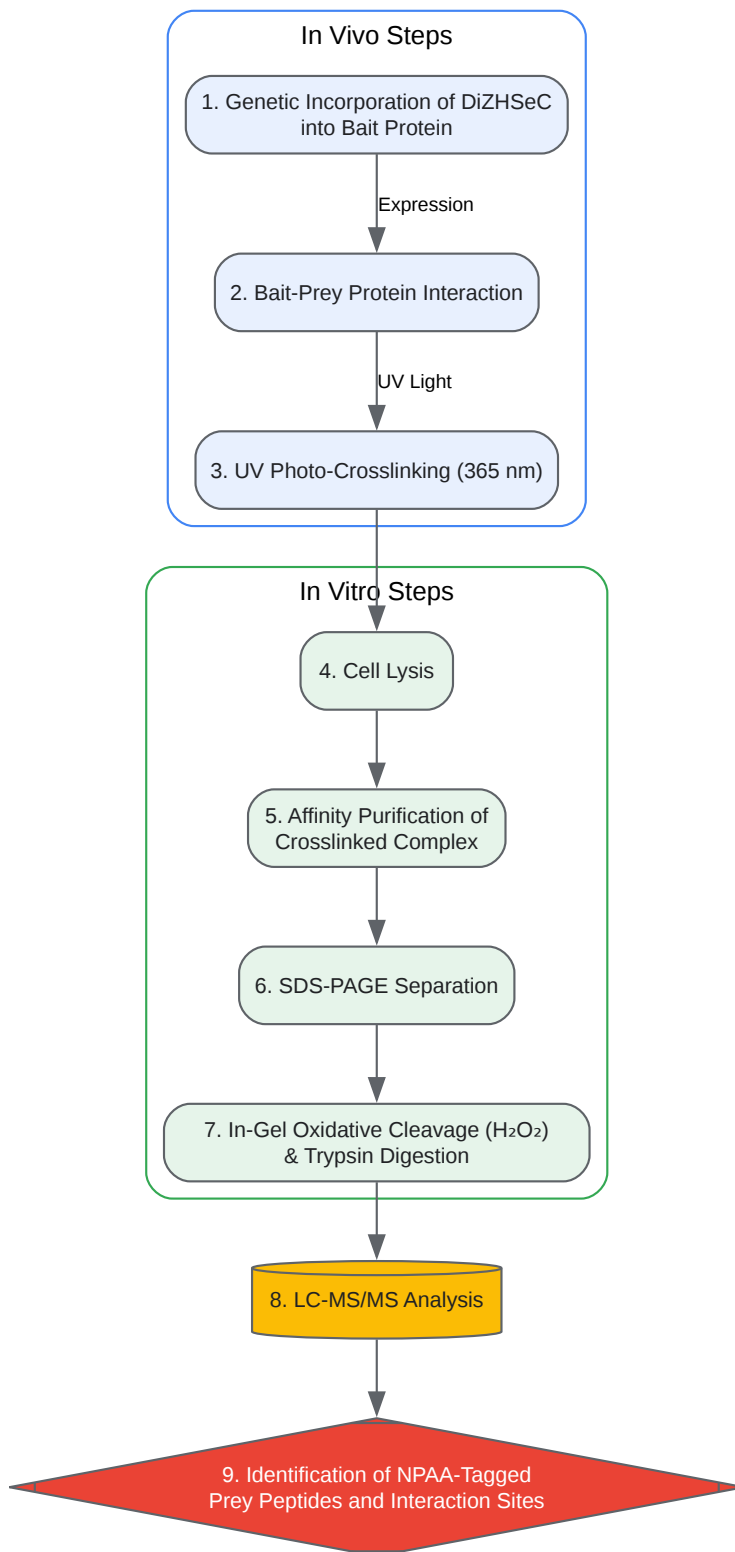 In Vivo Steps
1. Genetic Incorporation of DiZHSeC
into Bait Protein
Expression
2. Bait-Prey Protein Interaction
UV Light
3. UV Photo-Crosslinking (365 nm)
In Vitro Steps
4. Cell Lysis
5. Affinity Purification of
Crosslinked Complex
6. SDS-PAGE Separation
7. In-Gel Oxidative Cleavage (H₂O₂)
& Trypsin Digestion
8. LC-MS/MS Analysis
9. Identification of NPAA-Tagged
Prey Peptides and Interaction Sites